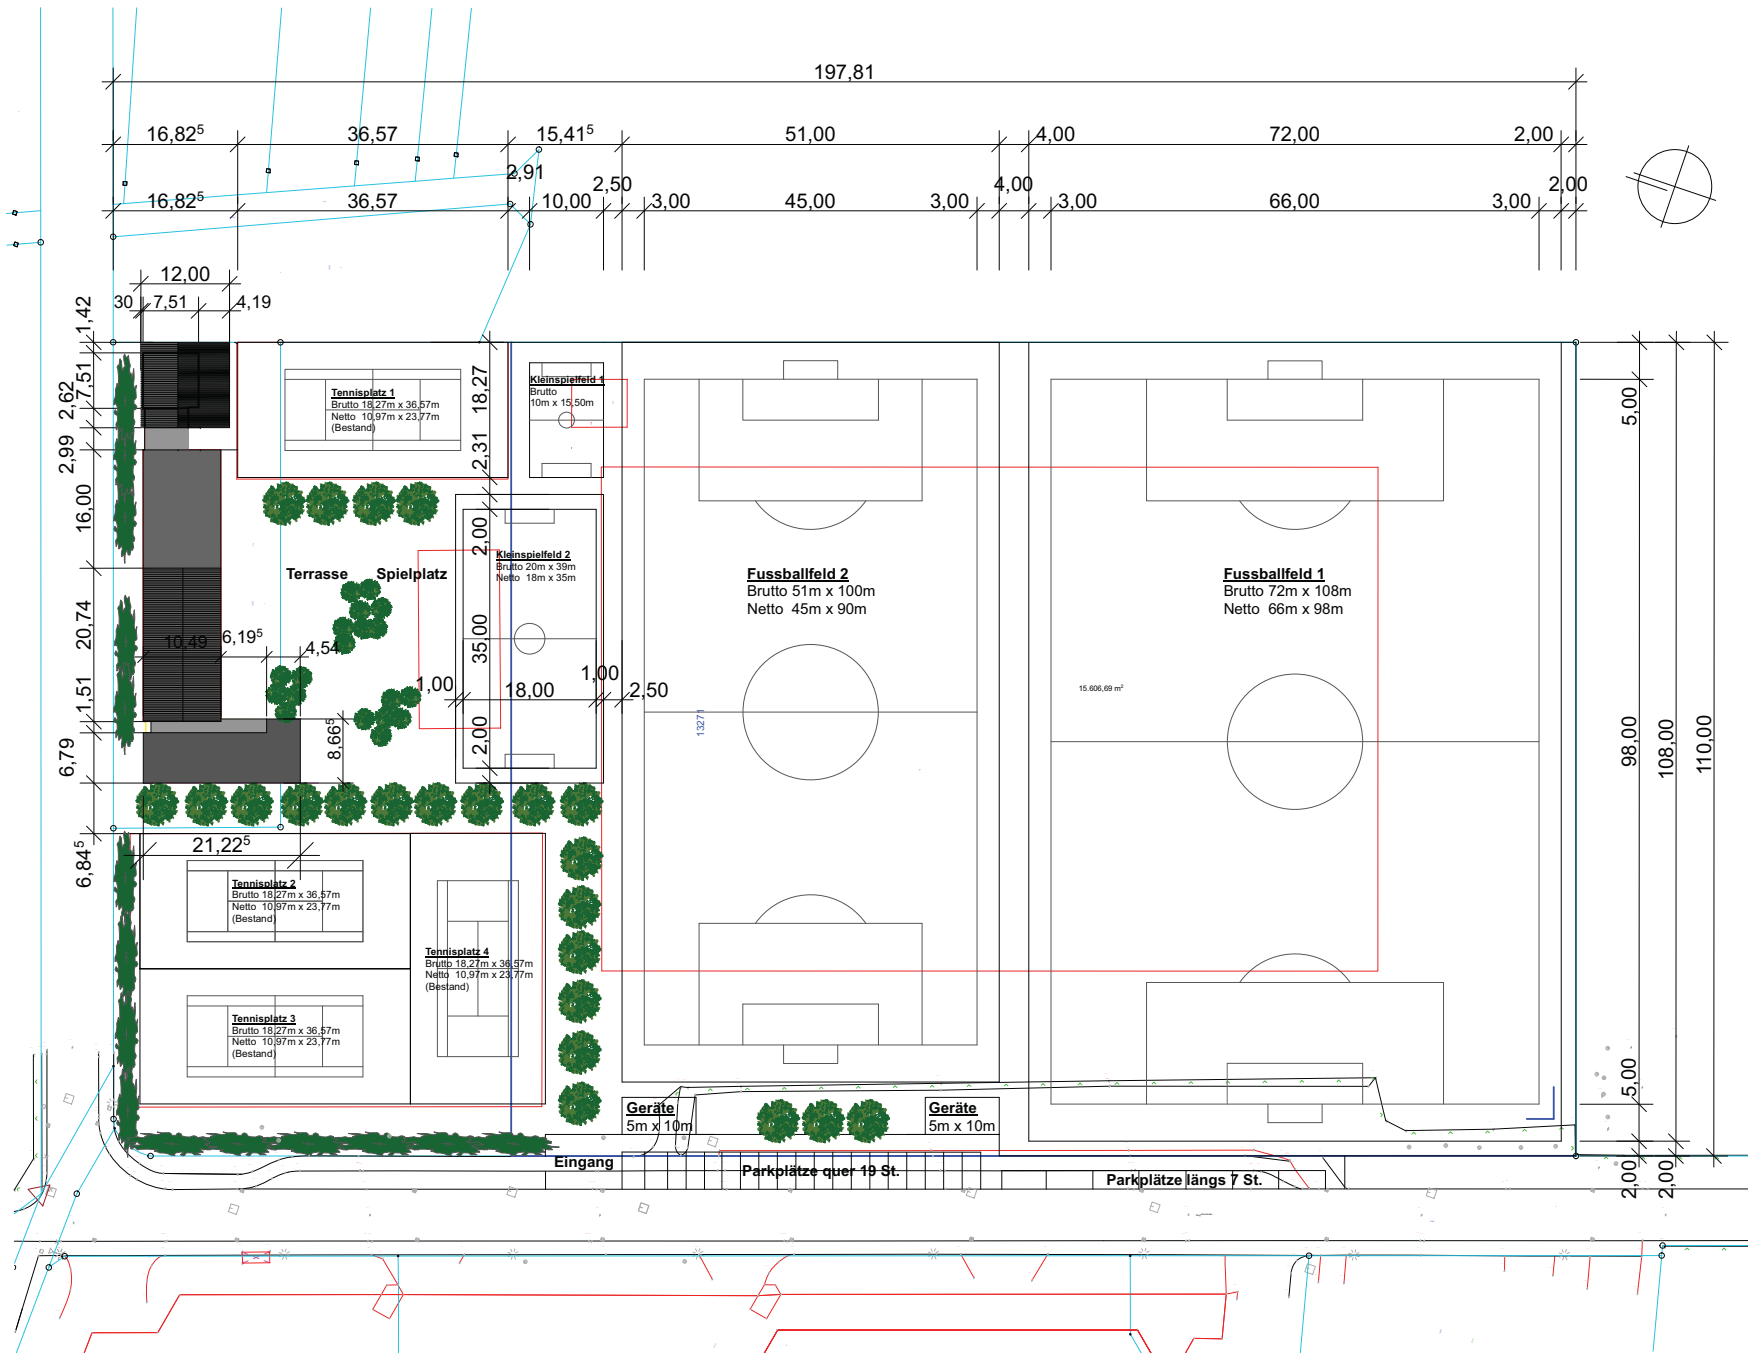 197,81
16,82⁵
36,57
15,41⁵
51,00
4,00
72,00
2,00
2,91
2,50
4,00
2,00
16,82⁵
36,57
10,00
3,00
45,00
3,00
3,00
66,00
3,00
12,00
30
7,51
4,19
1,42
7,51
2,62
2,99
16,00
20,74
1,51
6,79
6,84⁵
18,27
2,31
2,00
35,00
2,00
Tennisplatz 1
Brutto 18,27m x 36,57m
Netto 10,97m x 23,77m
(Bestand)
Kleinspielfeld 1
Brutto
10m x 15,50m
Kleinspielfeld 2
Brutto 20m x 39m
Netto 18m x 35m
Terrasse
Spielplatz
Fussballfeld 2
Brutto 51m x 100m
Netto 45m x 90m
Fussballfeld 1
Brutto 72m x 108m
Netto 66m x 98m
10,49
6,19⁵
4,54
1,00
18,00
1,00
2,50
15.606,69 m²
13271
8,66⁵
5,00
98,00
108,00
110,00
5,00
2,00
2,00
21,22⁵
Tennisplatz 2
Brutto 18,27m x 36,57m
Netto 10,97m x 23,77m
(Bestand)
Tennisplatz 4
Brutto 18,27m x 36,57m
Netto 10,97m x 23,77m
(Bestand)
Tennisplatz 3
Brutto 18,27m x 36,57m
Netto 10,97m x 23,77m
(Bestand)
Geräte
5m x 10m
Geräte
5m x 10m
Eingang
Parkplätze quer 19 St.
Parkplätze längs 7 St.